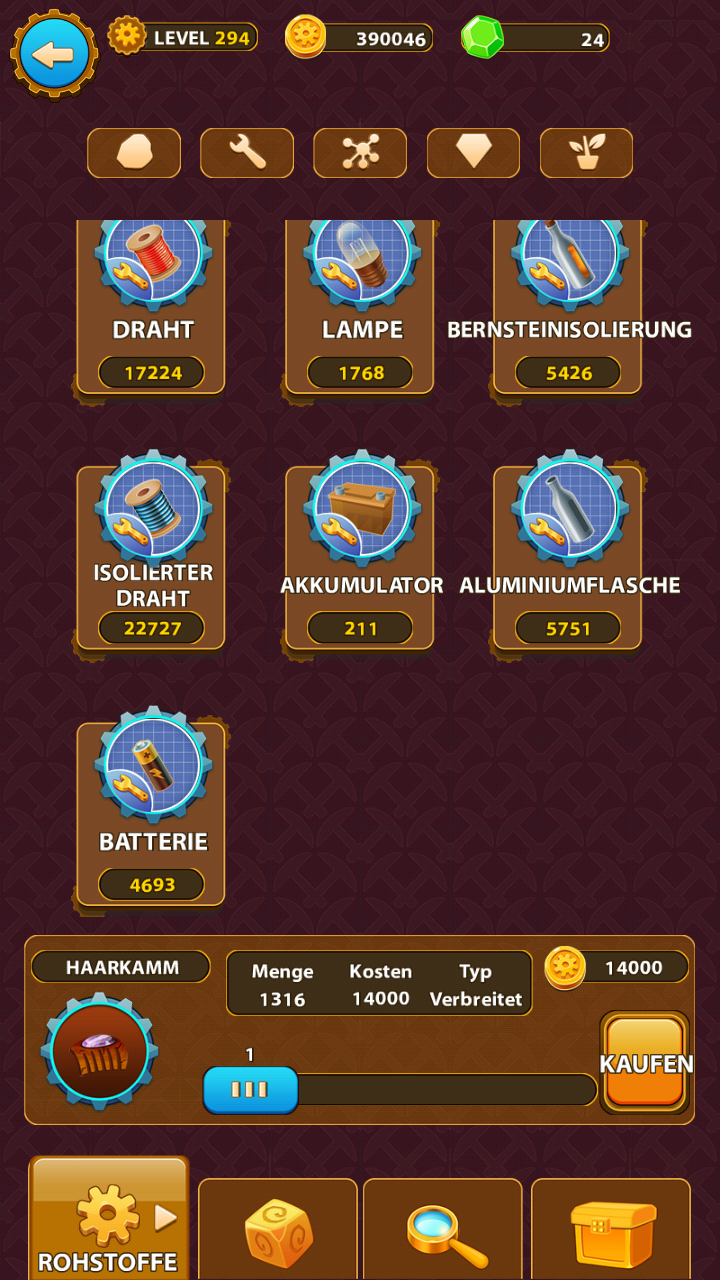 LEVEL 294
390046
24
DRAHT
LAMPE
BERNSTEINISOLIERUNG
17224
1768
5426
ISOLIERTER
DRAHT
AKKUMULATOR
ALUMINIUMFLASCHE
22727
211
5751
BATTERIE
4693
HAARKAMM
Menge Kosten Typ
1316 14000 Verbreitet
14000
1
KAUFEN
ROHSTOFFE